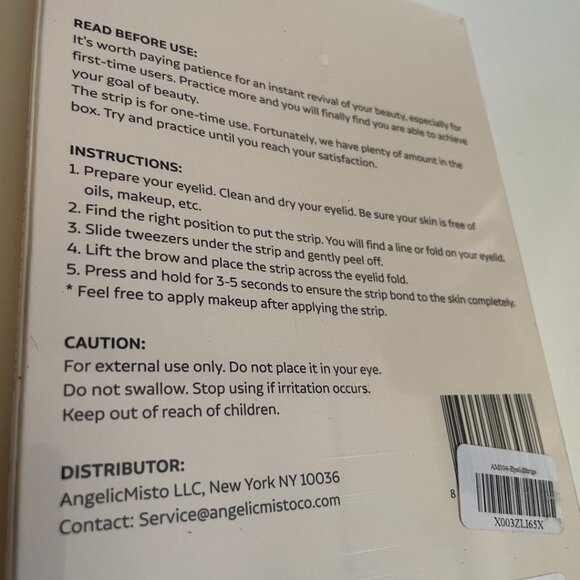 READ BEFORE USE:
It's worth paying patience for an instant revival of your beauty, especially for
first-time users. Practice more and you will finally find you are able to achieve
your goal of beauty.
The strip is for one-time use. Fortunately, we have plenty of amount in the
box. Try and practice until you reach your satisfaction.
INSTRUCTIONS:
1. Prepare your eyelid. Clean and dry your eyelid. Be sure your skin is free of
oils, makeup, etc.
2. Find the right position to put the strip. You will find a line or fold on your eyelid.
3. Slide tweezers under the strip and gently peel off.
4. Lift the brow and place the strip across the eyelid fold.
5. Press and hold for 3-5 seconds to ensure the strip bond to the skin completely.
* Feel free to apply makeup after applying the strip.
CAUTION:
For external use only. Do not place it in your eye.
Do not swallow. Stop using if irritation occurs.
Keep out of reach of children.
DISTRIBUTOR:
AngelicMisto LLC, New York NY 10036
Contact: Service@angelicmistoco.com
8
AM004-EyelidStrips
X003ZLI65X